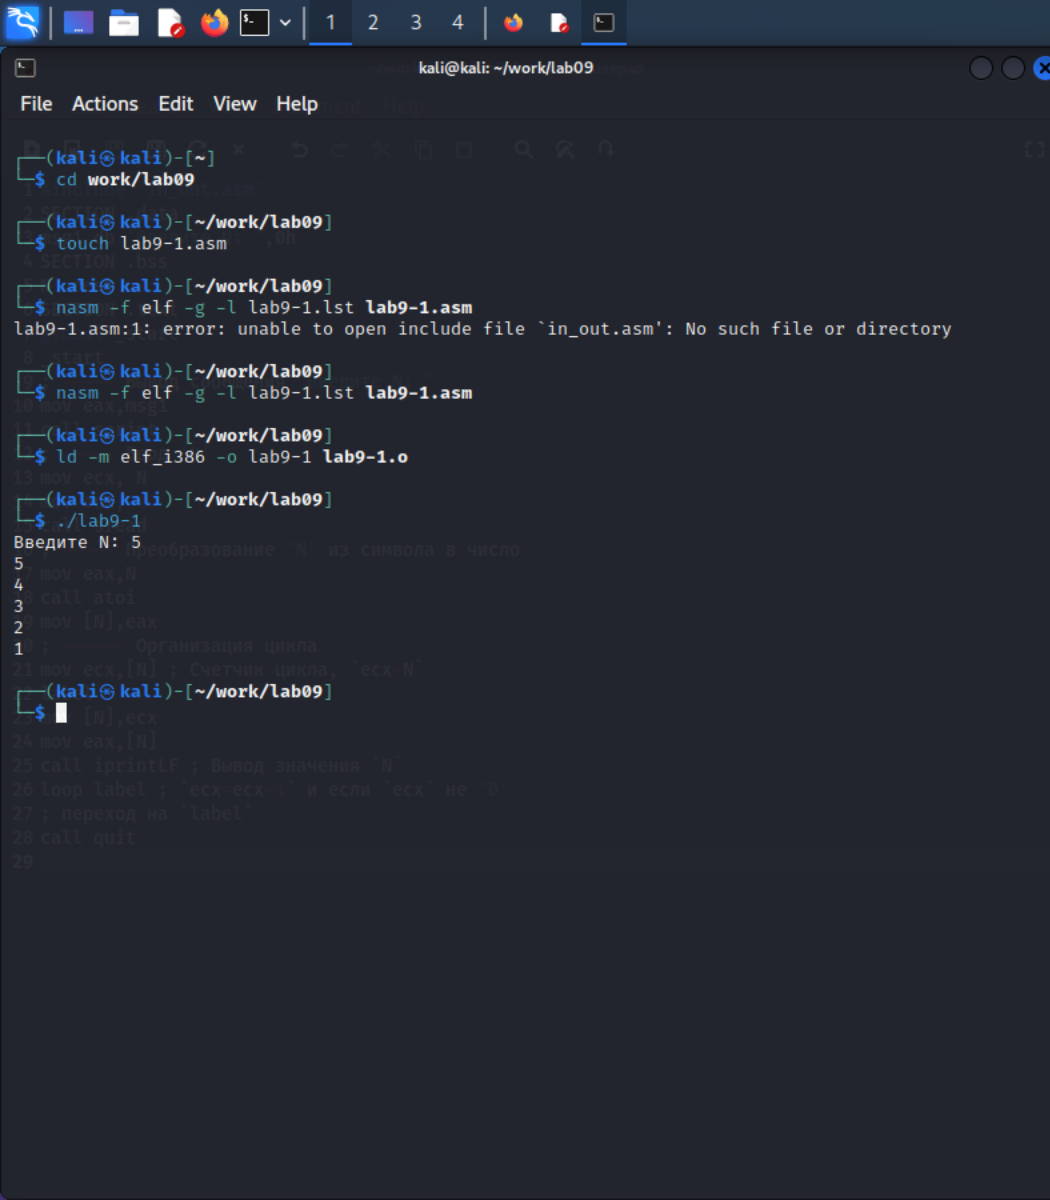 1 2 3 4
kali@kali: ~/work/lab09
File Actions Edit View Help
┌──(kali㉿kali)-[~]
└─$ cd work/lab09
┌──(kali㉿kali)-[~/work/lab09]
└─$ touch lab9-1.asm
┌──(kali㉿kali)-[~/work/lab09]
└─$ nasm -f elf -g -l lab9-1.lst lab9-1.asm
lab9-1.asm:1: error: unable to open include file `in_out.asm': No such file or directory
┌──(kali㉿kali)-[~/work/lab09]
└─$ nasm -f elf -g -l lab9-1.lst lab9-1.asm
┌──(kali㉿kali)-[~/work/lab09]
└─$ ld -m elf_i386 -o lab9-1 lab9-1.o
┌──(kali㉿kali)-[~/work/lab09]
└─$ ./lab9-1
Введите N: 5
5
4
3
2
1
┌──(kali㉿kali)-[~/work/lab09]
└─$
4 SECTION .bss
10 mov eax,msg1
13 mov ecx, N
преобразование `N` из символа в число
mov eax,N
call atoi
mov [N],eax
; Организация цикла
21 mov ecx,[N] ; Счетчик цикла, `ecx=N`
23 [N],ecx
24 mov eax,[N]
25 call iprintLF ; Вывод значения `N`
26 loop label ; `ecx=ecx-1` и если `ecx` не `0`
27 ; переход на `label`
28 call quit
29